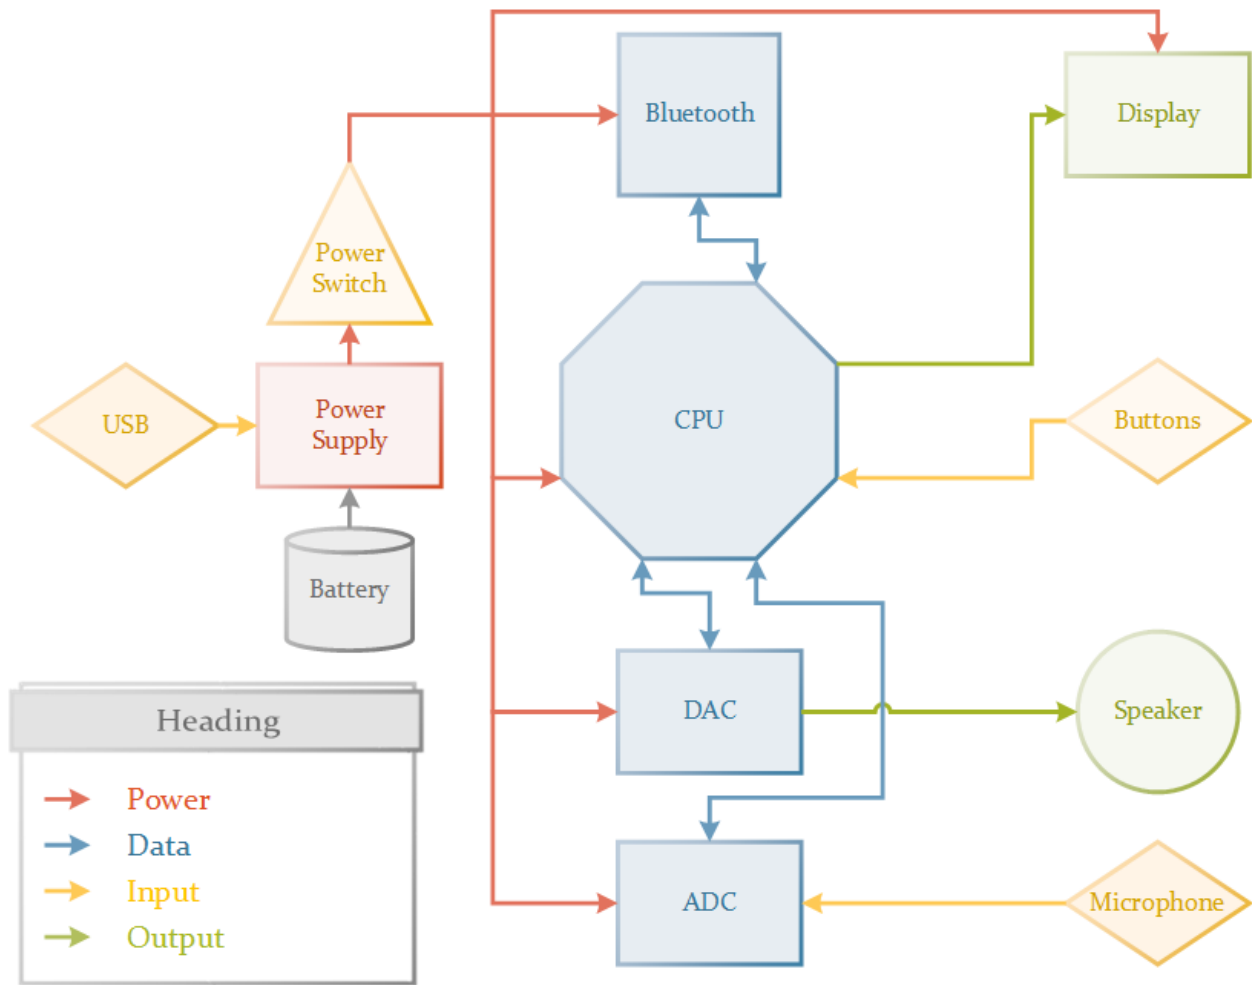 Bluetooth
Display
Power
Switch
USB
Power
Supply
CPU
Buttons
Battery
DAC
Speaker
Heading
Power
Data
Input
Output
ADC
Microphone